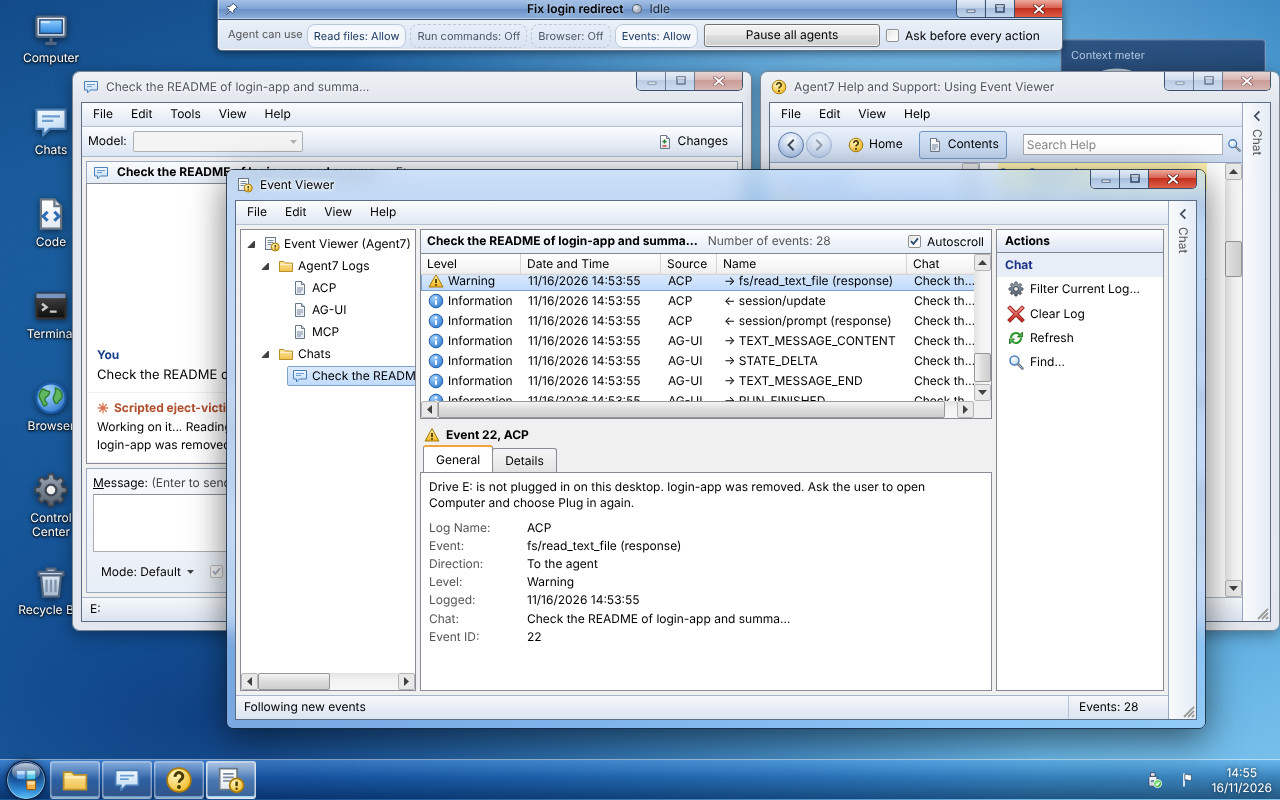 Fix login redirect
Idle
Agent can use
Read files: Allow
Run commands: Off
Browser: Off
Events: Allow
Pause all agents
Ask before every action
Computer
Chats
Code
Browser
Control
Center
Context meter
Check the README of login-app and summa...
File Edit Tools View Help
Model:
Changes
You
Working on it...
login-app was removed
Message: (Enter to send
Mode: Default
E:
Agent7 Help and Support: Using Event Viewer
File Edit View Help
Home
Contents
Search Help
Chat
Event Viewer
File Edit View Help
Event Viewer (Agent7)
Agent7 Logs
ACP
AG-UI
MCP
Chats
Check the READM
Check the README of login-app and summa...
Number of events: 28
Autoscroll
Level Date and Time Source Name Chat
Warning 11/16/2026 14:53:55 ACP → fs/read_text_file (response) Check th...
Information 11/16/2026 14:53:55 ACP ← session/update Check th...
Information 11/16/2026 14:53:55 ACP ← session/prompt (response) Check th...
Information 11/16/2026 14:53:55 AG-UI → TEXT_MESSAGE_CONTENT Check th...
Information 11/16/2026 14:53:55 AG-UI → STATE_DELTA Check th...
Information 11/16/2026 14:53:55 AG-UI → TEXT_MESSAGE_END Check th...
Information 11/16/2026 14:53:55 AG-UI → RUN_FINISHED Check th...
Event 22, ACP
General
Details
Drive E: is not plugged in on this desktop. login-app was removed. Ask the user to open
Computer and choose Plug in again.
Log Name: ACP
Event: fs/read_text_file (response)
Direction: To the agent
Level: Warning
Logged: 11/16/2026 14:53:55
Chat: Check the README of login-app and summa...
Event ID: 22
Actions
Chat
Filter Current Log...
Clear Log
Refresh
Find...
Chat
Following new events
Events: 28
14:55
16/11/2026